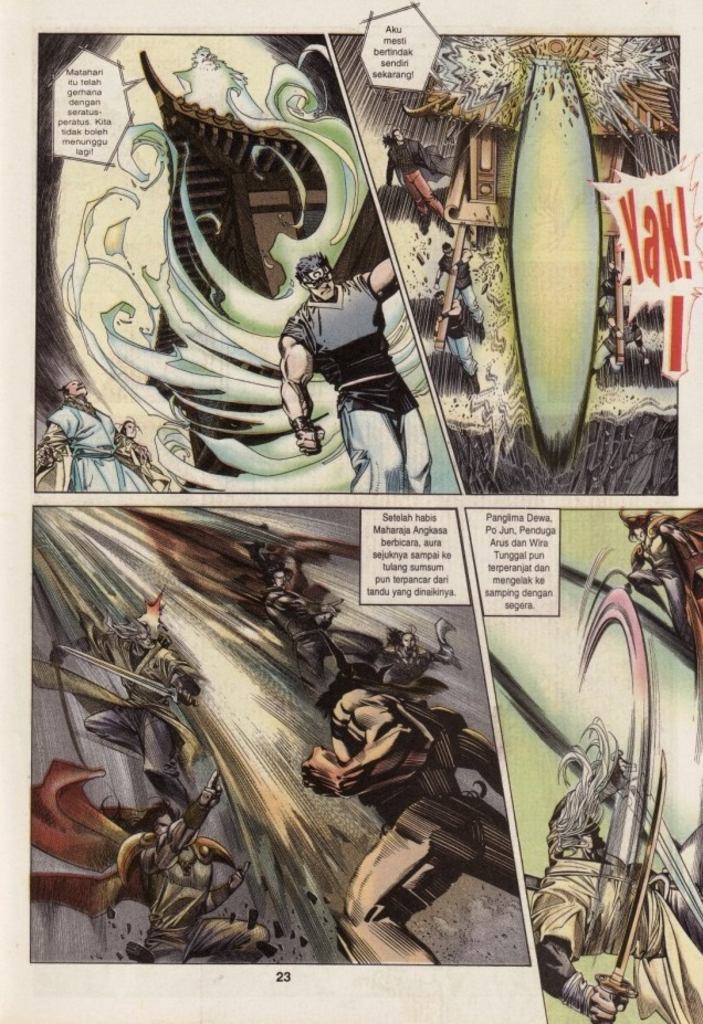 Matahari
itu telah
gerhana
dengan
seratus-
peratus. Kita
tidak boleh
menunggu
lagi!
Aku
mesti
bertindak
sendiri
sekarang!
Yak!
Setelah habis
Maharaja Angkasa
berbicara, aura
sejuknya sampai ke
tulang sumsum
pun terpancar dari
tandu yang dinaikinya.
Panglima Dewa,
Po Jun, Penduga
Arus dan Wira
Tunggal pun
terperanjat dan
mengelak ke
samping dengan
segera.
23